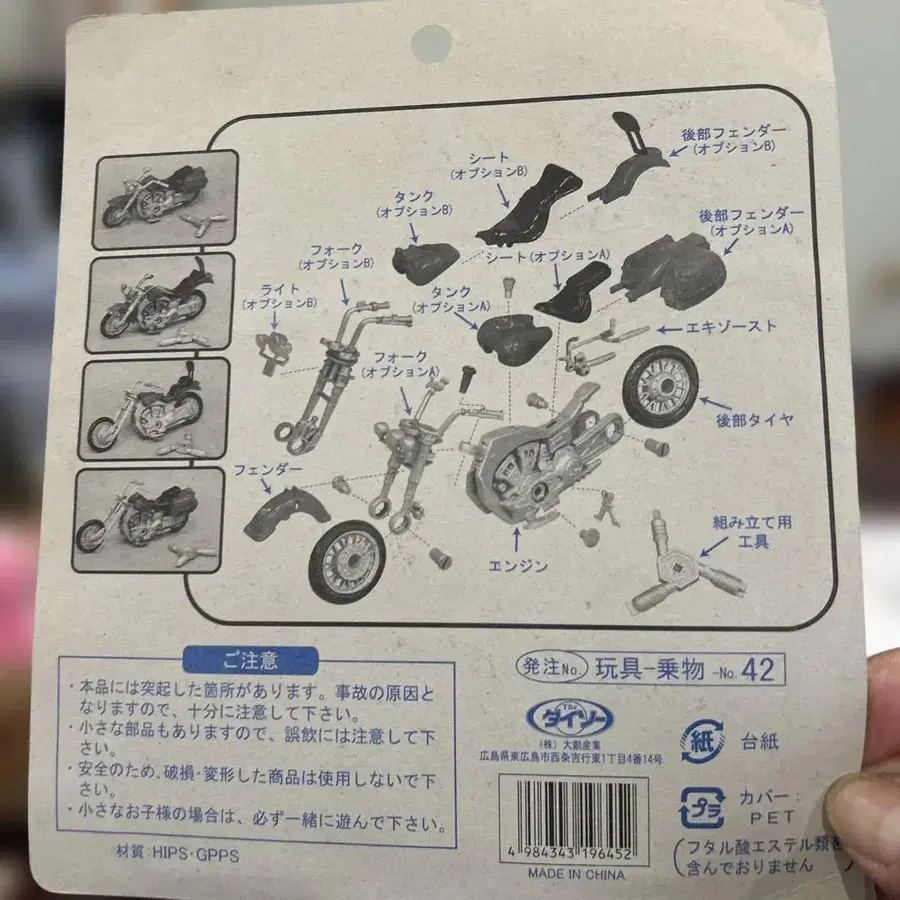 後部フェンダー
(オプションB)
シート
(オプションB)
タンク
(オプションB)
後部フェンダー
(オプションA)
フォーク
(オプションB)
シート(オプションA)
ライト
(オプションB)
タンク
(オプションA)
エキゾースト
フォーク
(オプションA)
後部タイヤ
フェンダー
組み立て用
工具
エンジン
ご注意
・本品には突起した箇所があります。事故の原因と
なりますので、十分に注意して下さい。
・小さな部品もありますので、誤飲には注意して下
さい。
・安全のため、破損・変形した商品は使用しないで下
さい。
・小さなお子様の場合は、必ず一緒に遊んで下さい。
材質:HIPS・GPPS
発注No. 玩具-乗物 -No.42
The
ダイソー
(株)大創産業
広島県東広島市西条吉行東1丁目4番14号
紙 台紙
プラ カバー:
PET
(フタル酸エステル類を
含んでおりません)
4 984343 196452
MADE IN CHINA